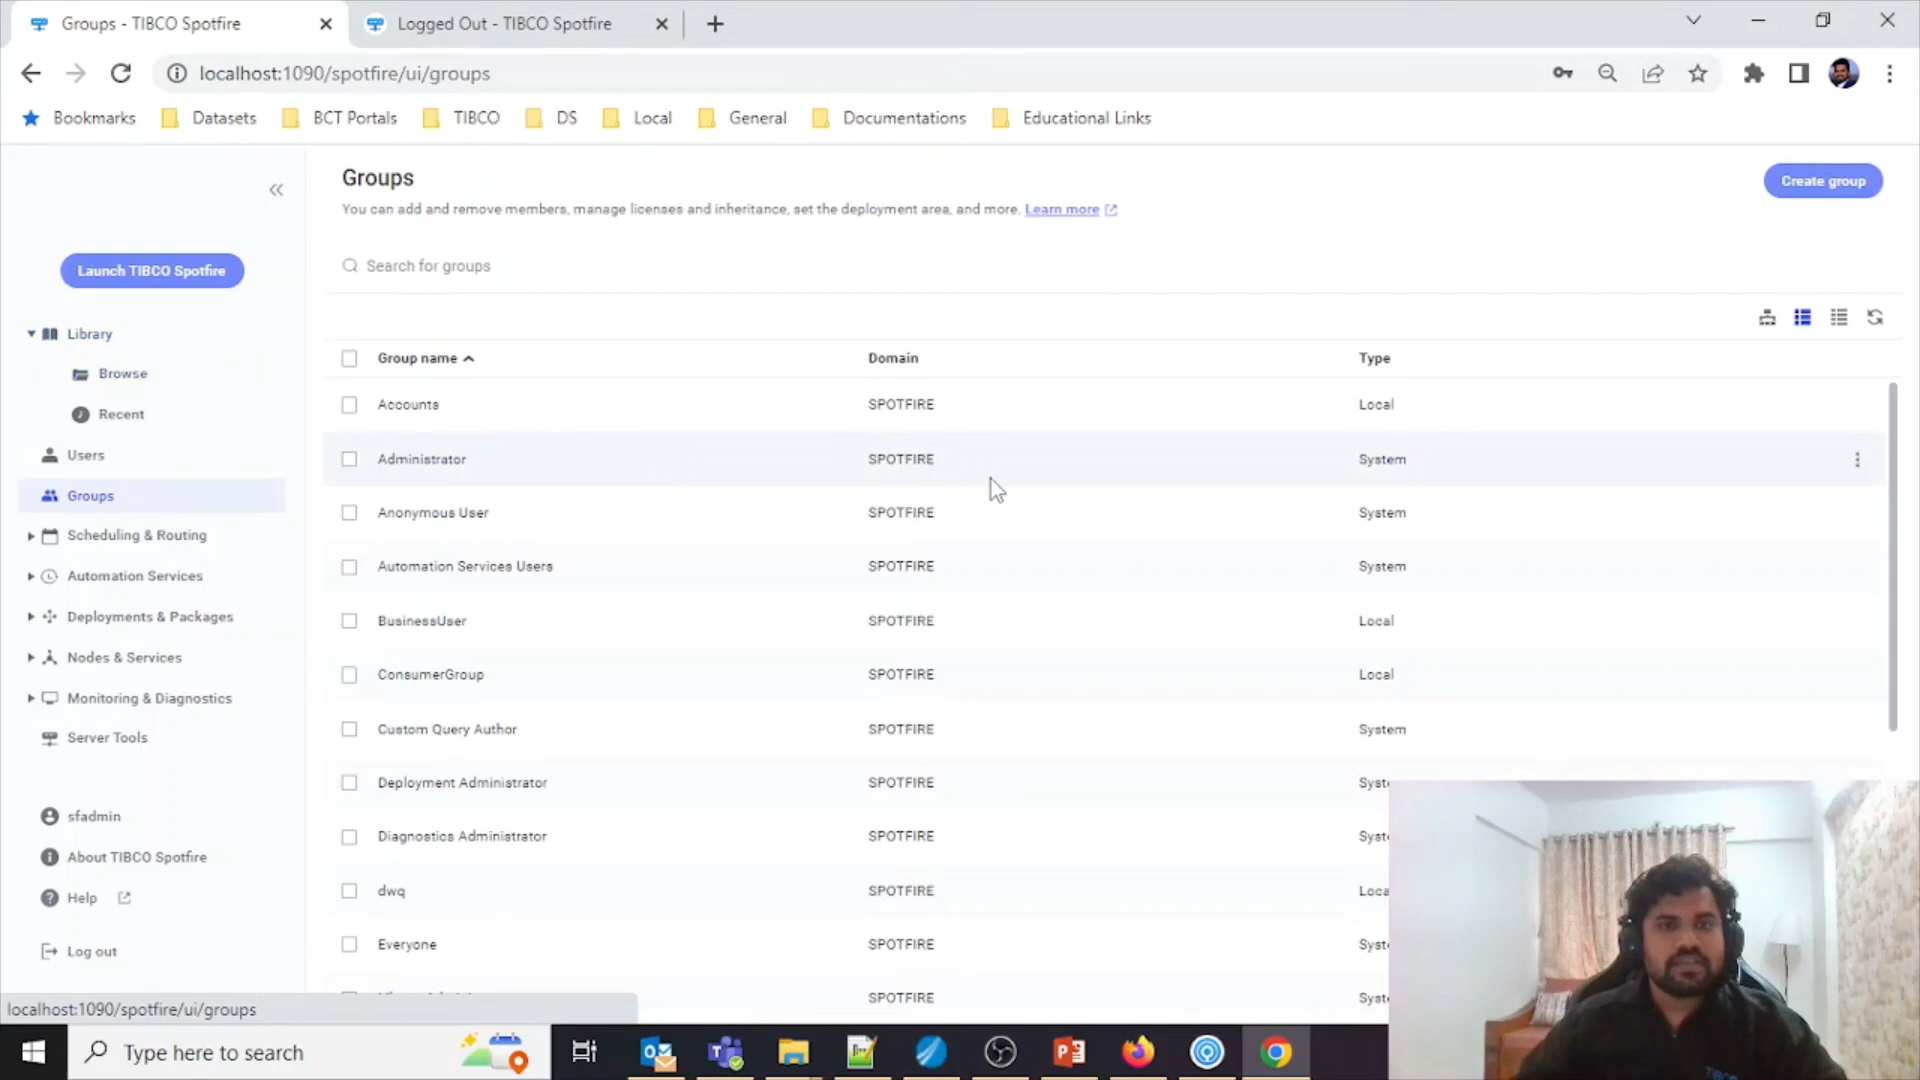 Groups - TIBCO Spotfire
Logged Out - TIBCO Spotfire
localhost:1090/spotfire/ui/groups
Bookmarks
Datasets
BCT Portals
TIBCO
DS
Local
General
Documentations
Educational Links
Groups
Create group
You can add and remove members, manage licenses and inheritance, set the deployment area, and more. Learn more
Launch TIBCO Spotfire
Search for groups
Library
Browse
Recent
Users
Groups
Scheduling & Routing
Automation Services
Deployments & Packages
Nodes & Services
Monitoring & Diagnostics
Server Tools
sfadmin
About TIBCO Spotfire
Help
Log out
Group name Domain Type
Accounts SPOTFIRE Local
Administrator SPOTFIRE System
Anonymous User SPOTFIRE System
Automation Services Users SPOTFIRE System
BusinessUser SPOTFIRE Local
ConsumerGroup SPOTFIRE Local
Custom Query Author SPOTFIRE System
Deployment Administrator SPOTFIRE Syst
Diagnostics Administrator SPOTFIRE Syst
dwq SPOTFIRE Loca
Everyone SPOTFIRE Syst
SPOTFIRE Syst
localhost:1090/spotfire/ui/groups
Type here to search